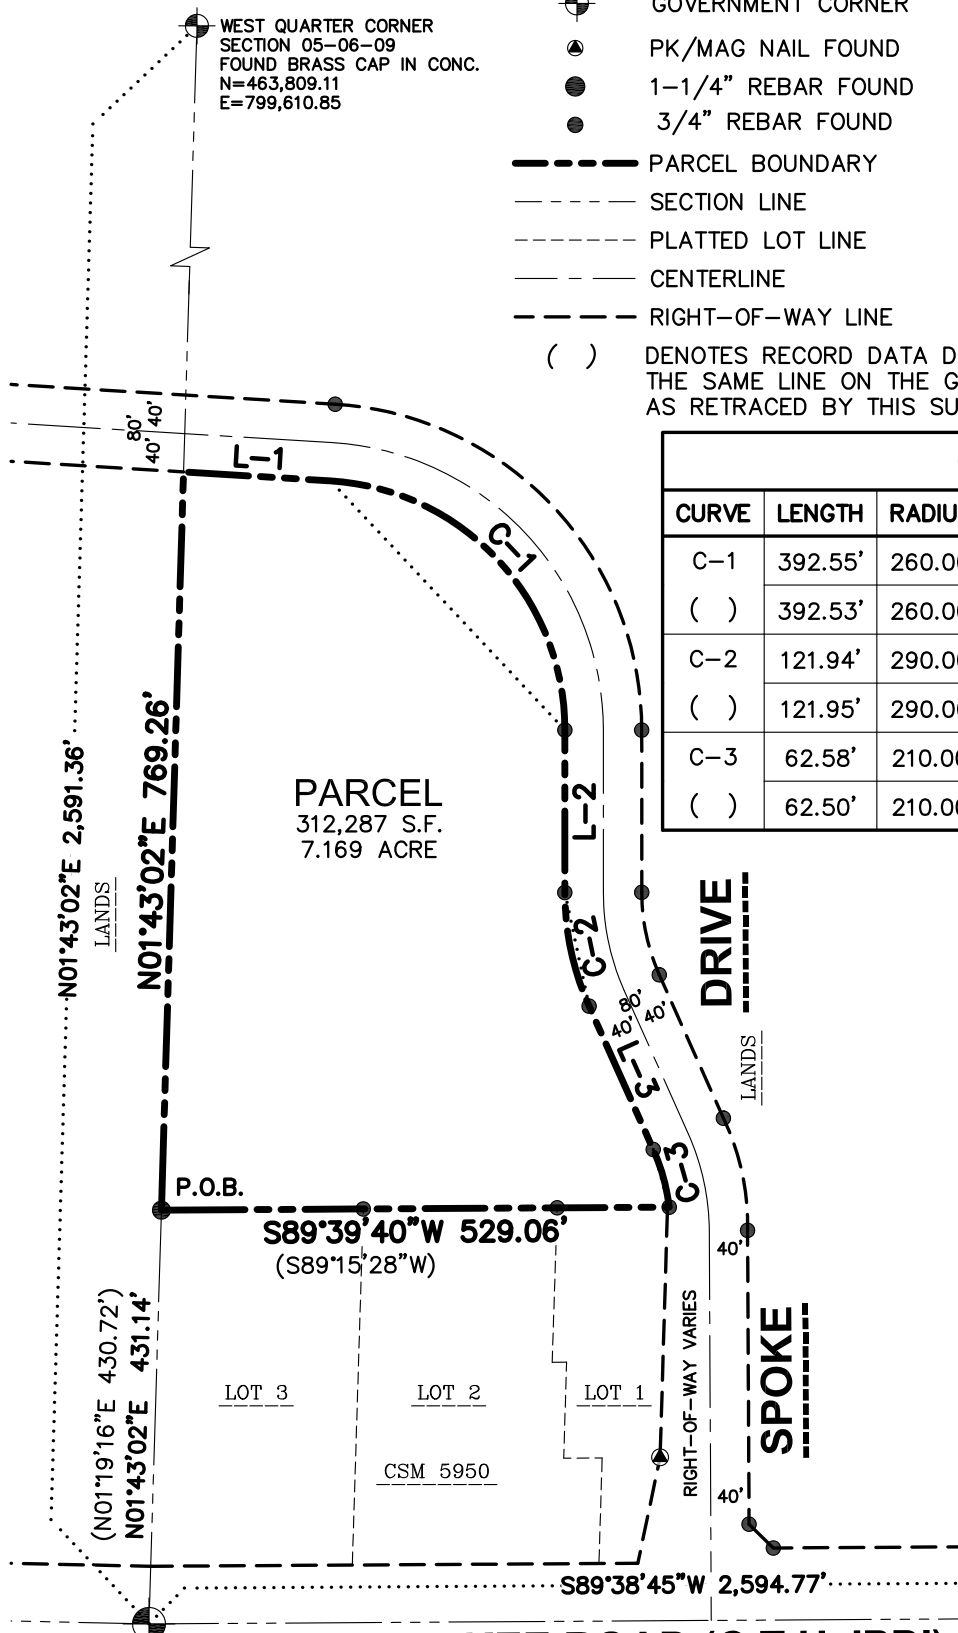 GOVERNMENT CORNER
WEST QUARTER CORNER
SECTION 05-06-09
FOUND BRASS CAP IN CONC.
N=463,809.11
E=799,610.85
PK/MAG NAIL FOUND
1-1/4" REBAR FOUND
3/4" REBAR FOUND
PARCEL BOUNDARY
SECTION LINE
PLATTED LOT LINE
CENTERLINE
RIGHT-OF-WAY LINE
( ) DENOTES RECORD DATA D
THE SAME LINE ON THE G
AS RETRACED BY THIS SU
80' 40'
40'
L-1
C-1
CURVE LENGTH RADIU
C-1 392.55' 260.00
( ) 392.53' 260.00
C-2 121.94' 290.00
( ) 121.95' 290.00
C-3 62.58' 210.00
( ) 62.50' 210.00
N01°43'02"E 2,591.36'
LANDS
N01°43'02"E 769.26'
PARCEL
312,287 S.F.
7.169 ACRE
L-2
C-2
DRIVE
80'
40' 40'
L-3
LANDS
C-3
P.O.B.
S89°39'40"W 529.06'
(S89°15'28"W)
40'
(N01°19'16"E 430.72')
N01°43'02"E 431.14'
LOT 3
LOT 2
LOT 1
CSM 5950
RIGHT-OF-WAY VARIES
SPOKE
40'
S89°38'45"W 2,594.77'